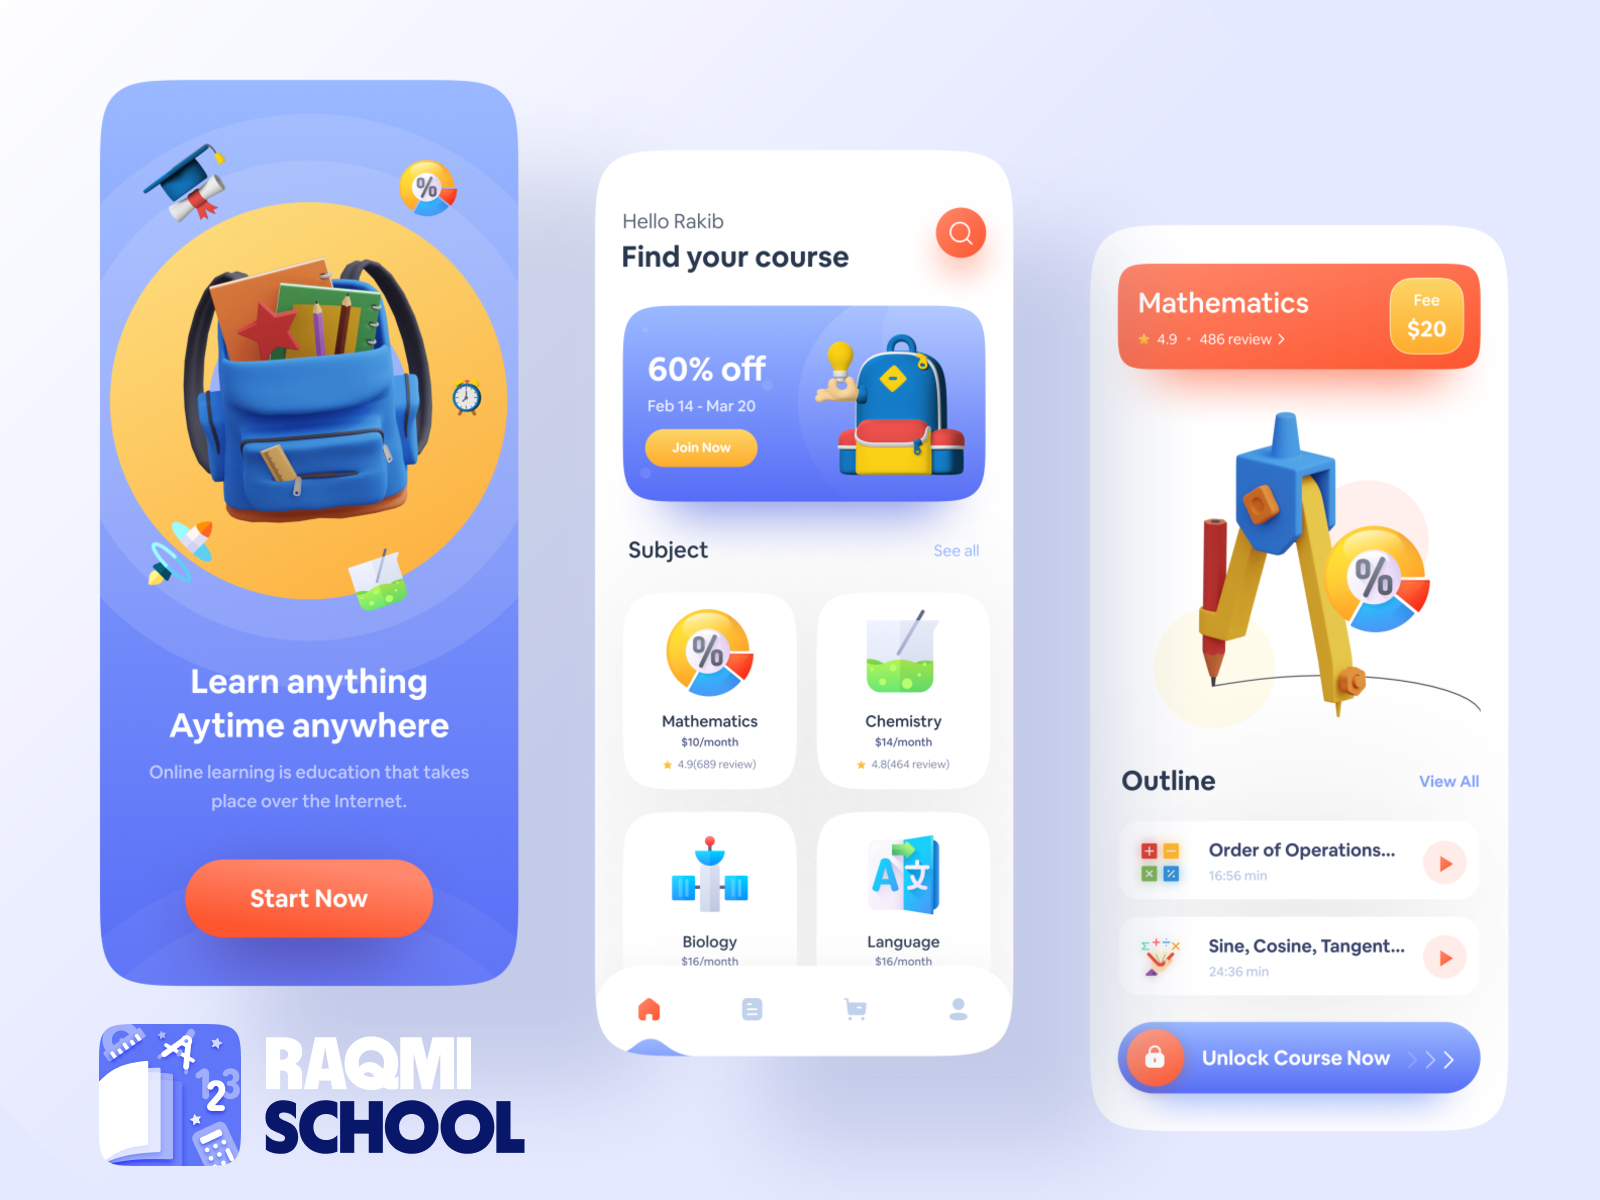 Learn anything
Aytime anywhere
Online learning is education that takes
place over the Internet.
Start Now
RAQMI
SCHOOL
A
123
Hello Rakib
Find your course
60% off
Feb 14 - Mar 20
Join Now
Subject
See all
%
Mathematics
$10/month
4.9(689 review)
Chemistry
$14/month
4.8(464 review)
Biology
$16/month
A文
Language
$16/month
Mathematics
4.9 • 486 review >
Fee
$20
%
Outline
View All
Order of Operations...
16:56 min
Sine, Cosine, Tangent...
24:36 min
Unlock Course Now